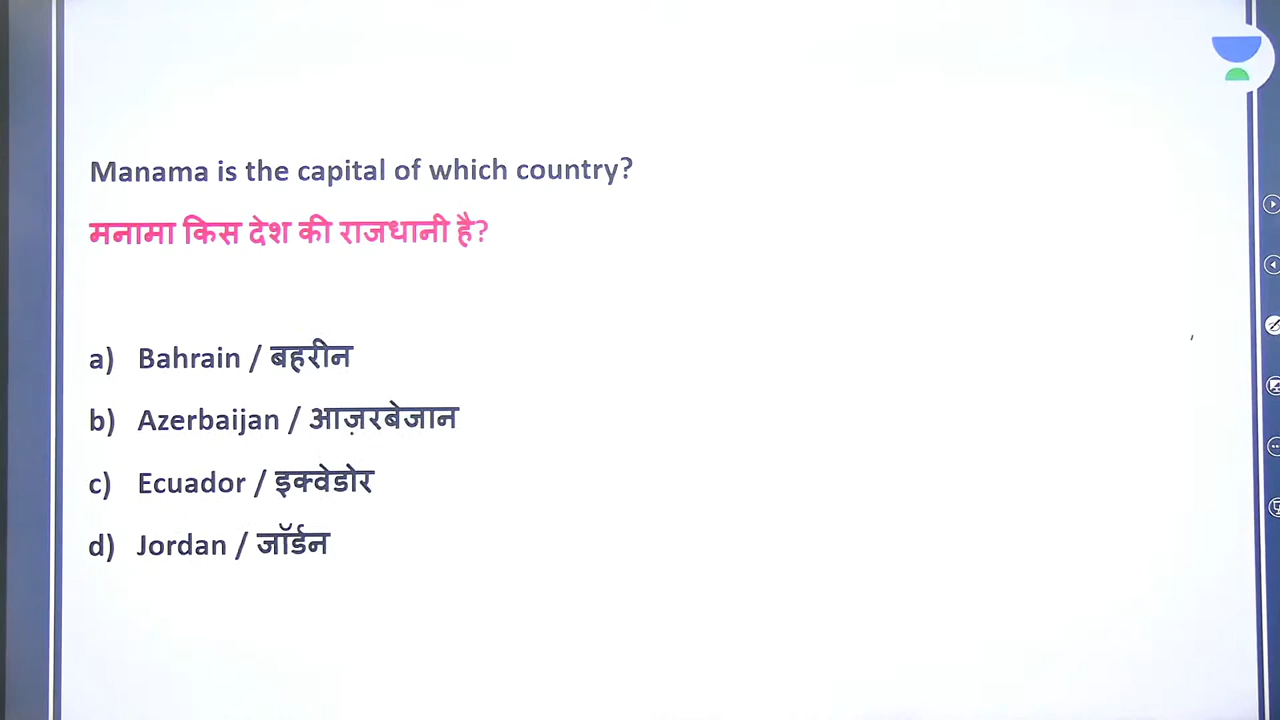 Manama is the capital of which country?
मनामा किस देश की राजधानी है?
a) Bahrain / बहरीन
b) Azerbaijan / आज़रबेजान
c) Ecuador / इक्वेडोर
d) Jordan / जॉर्डन